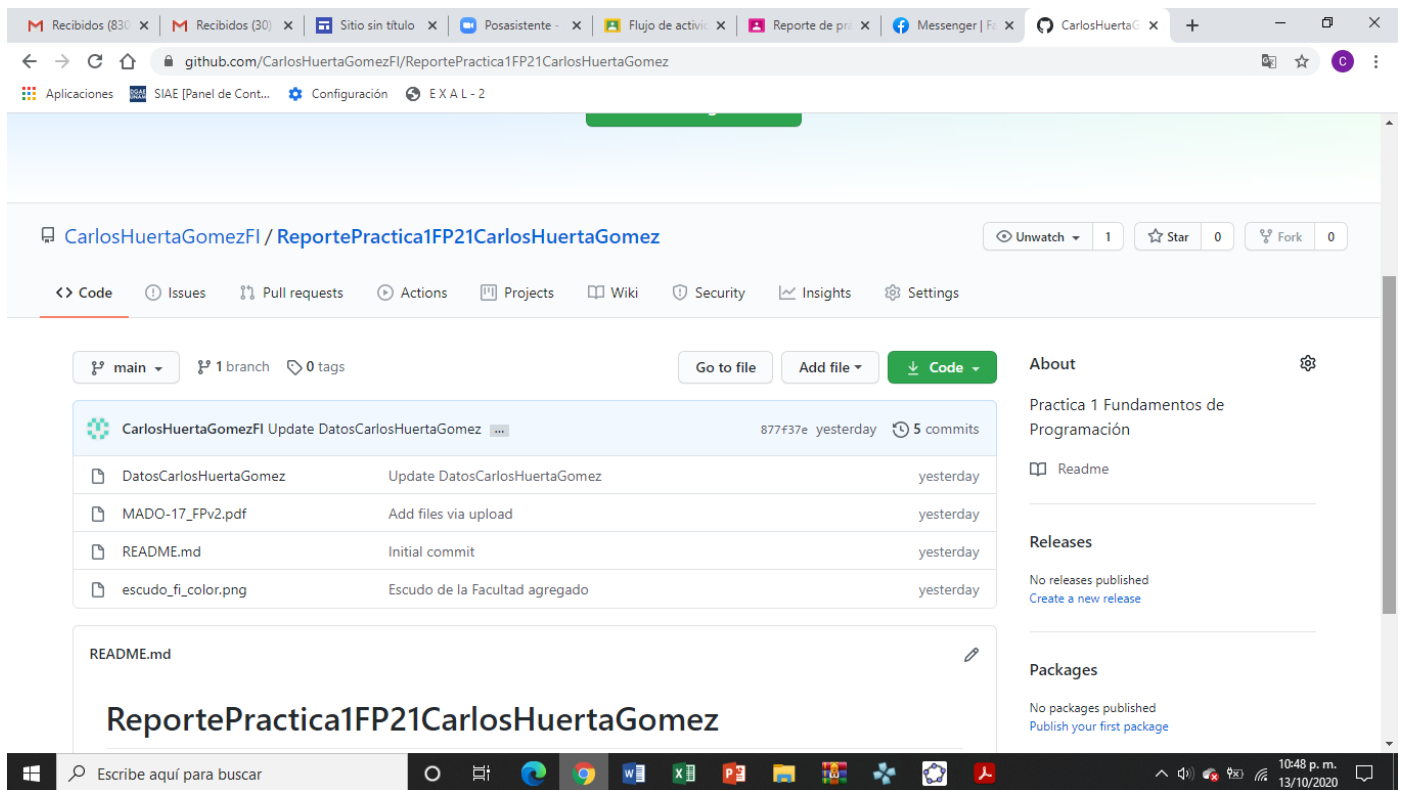 Recibidos (830
Recibidos (30)
Sitio sin título
Posasistente -
Flujo de activic
Reporte de prá
Messenger | Fa
CarlosHuertaG
github.com/CarlosHuertaGomezFI/ReportePractica1FP21CarlosHuertaGomez
C
Aplicaciones
SIAE [Panel de Cont...
Configuración
E X A L - 2
CarlosHuertaGomezFI / ReportePractica1FP21CarlosHuertaGomez
Unwatch 1
Star 0
Fork 0
<> Code
Issues
Pull requests
Actions
Projects
Wiki
Security
Insights
Settings
main
1 branch
0 tags
Go to file
Add file
Code
CarlosHuertaGomezFI Update DatosCarlosHuertaGomez ...
877f37e yesterday
5 commits
DatosCarlosHuertaGomez Update DatosCarlosHuertaGomez yesterday
MADO-17_FPv2.pdf Add files via upload yesterday
README.md Initial commit yesterday
escudo_fi_color.png Escudo de la Facultad agregado yesterday
README.md
ReportePractica1FP21CarlosHuertaGomez
About
Practica 1 Fundamentos de
Programación
Readme
Releases
No releases published
Create a new release
Packages
No packages published
Publish your first package
Escribe aquí para buscar
10:48 p. m.
13/10/2020